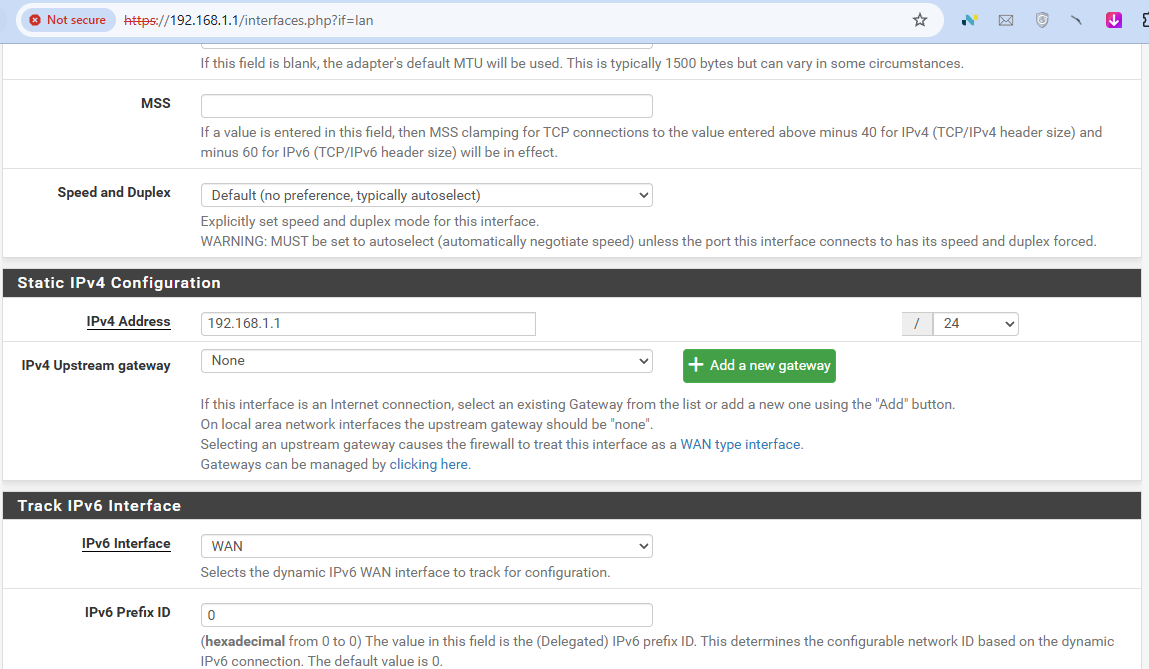 Not secure https://192.168.1.1/interfaces.php?if=lan
If this field is blank, the adapter's default MTU will be used. This is typically 1500 bytes but can vary in some circumstances.
MSS
If a value is entered in this field, then MSS clamping for TCP connections to the value entered above minus 40 for IPv4 (TCP/IPv4 header size) and
minus 60 for IPv6 (TCP/IPv6 header size) will be in effect.
Speed and Duplex Default (no preference, typically autoselect)
Explicitly set speed and duplex mode for this interface.
WARNING: MUST be set to autoselect (automatically negotiate speed) unless the port this interface connects to has its speed and duplex forced.
Static IPv4 Configuration
IPv4 Address 192.168.1.1 / 24
IPv4 Upstream gateway None Add a new gateway
If this interface is an Internet connection, select an existing Gateway from the list or add a new one using the "Add" button.
On local area network interfaces the upstream gateway should be "none".
Selecting an upstream gateway causes the firewall to treat this interface as a WAN type interface.
Gateways can be managed by clicking here.
Track IPv6 Interface
IPv6 Interface WAN
Selects the dynamic IPv6 WAN interface to track for configuration.
IPv6 Prefix ID 0
(hexadecimal from 0 to 0) The value in this field is the (Delegated) IPv6 prefix ID. This determines the configurable network ID based on the dynamic
IPv6 connection. The default value is 0.